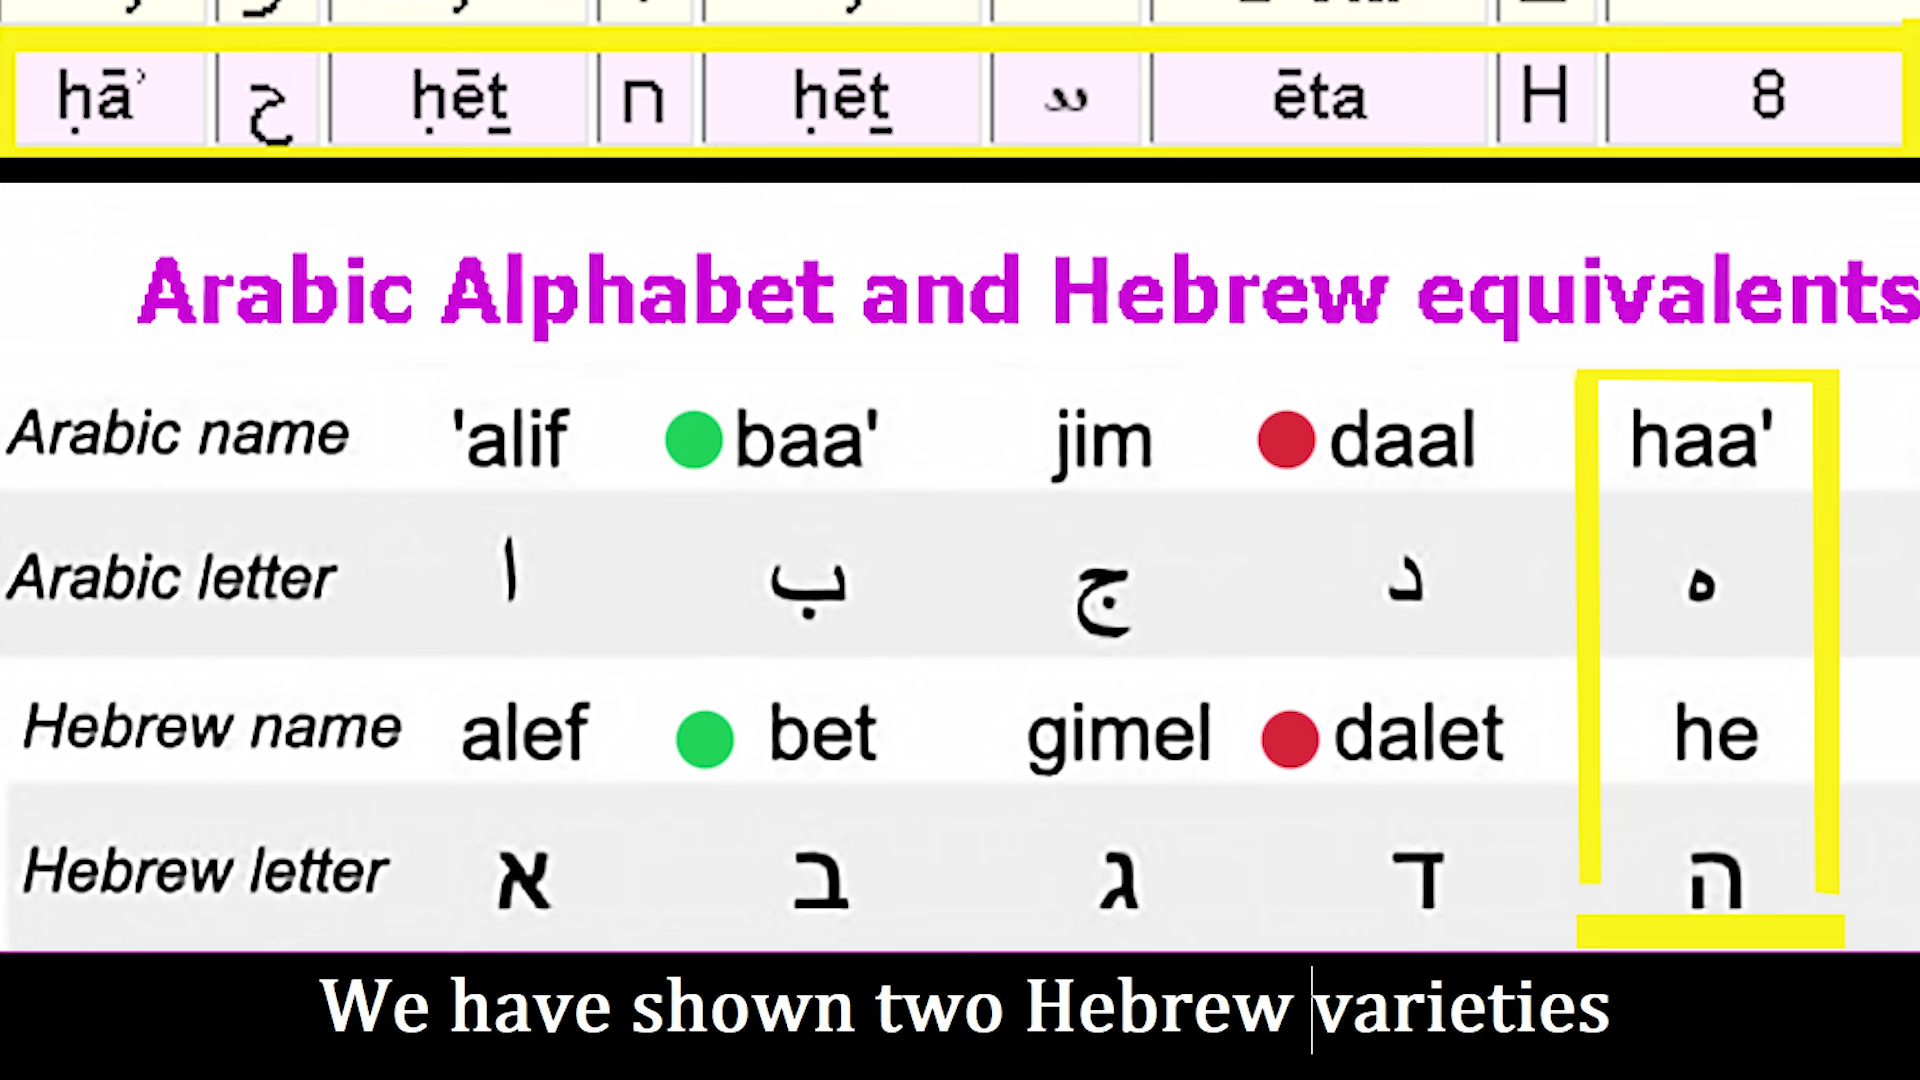 ḥāʾ ح ḥēṯ ח ḥēṯ ܚ ēta H 8
Arabic Alphabet and Hebrew equivalents
Arabic name 'alif baa' jim daal haa'
Arabic letter ا ب ج د ه
Hebrew name alef bet gimel dalet he
Hebrew letter א ב ג ד ה
We have shown two Hebrew varieties